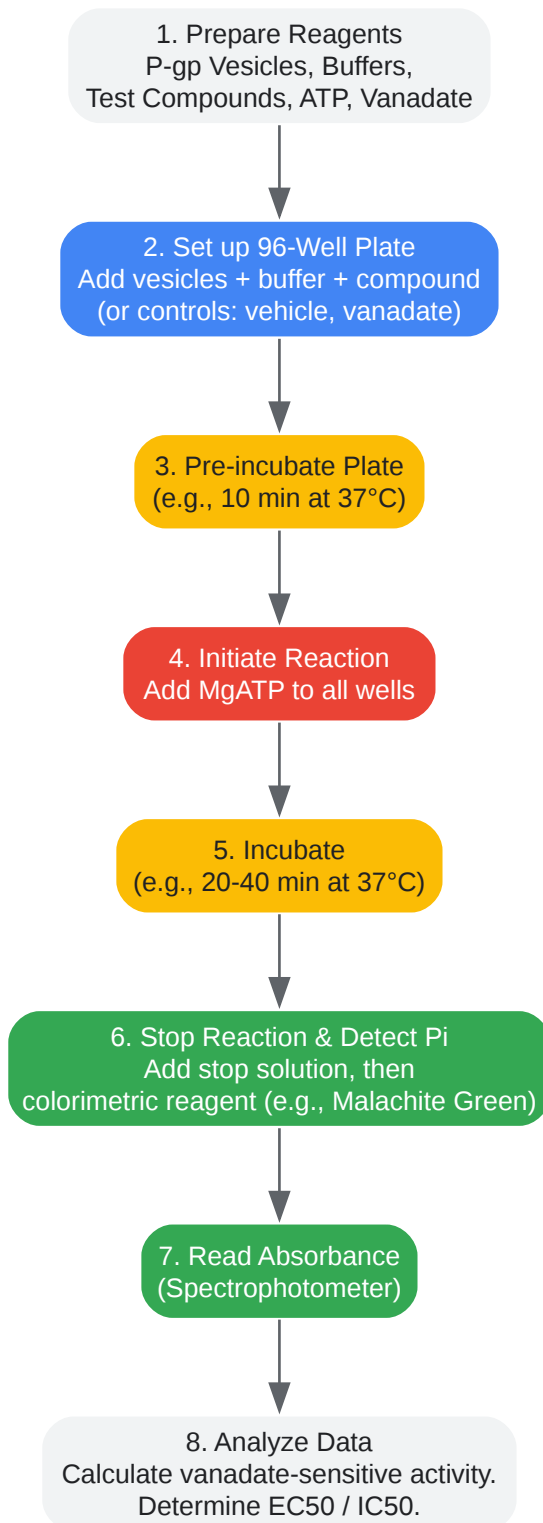 1. Prepare Reagents
P-gp Vesicles, Buffers,
Test Compounds, ATP, Vanadate
2. Set up 96-Well Plate
Add vesicles + buffer + compound
(or controls: vehicle, vanadate)
3. Pre-incubate Plate
(e.g., 10 min at 37°C)
4. Initiate Reaction
Add MgATP to all wells
5. Incubate
(e.g., 20-40 min at 37°C)
6. Stop Reaction & Detect Pi
Add stop solution, then
colorimetric reagent (e.g., Malachite Green)
7. Read Absorbance
(Spectrophotometer)
8. Analyze Data
Calculate vanadate-sensitive activity.
Determine EC50 / IC50.